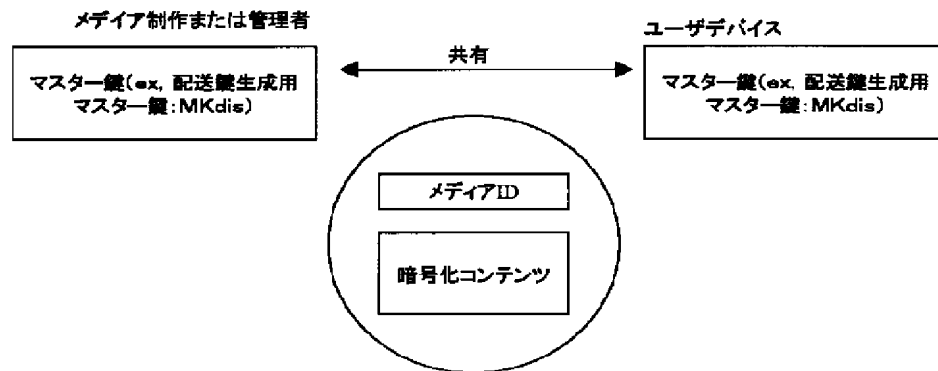 メデイア制作または管理者
ユーザデバイス
共有
マスター鍵(ex, 配送鍵生成用
マスター鍵:MKdis)
マスター鍵(ex, 配送鍵生成用
マスター鍵:MKdis)
メディアID
暗号化コンテンツ